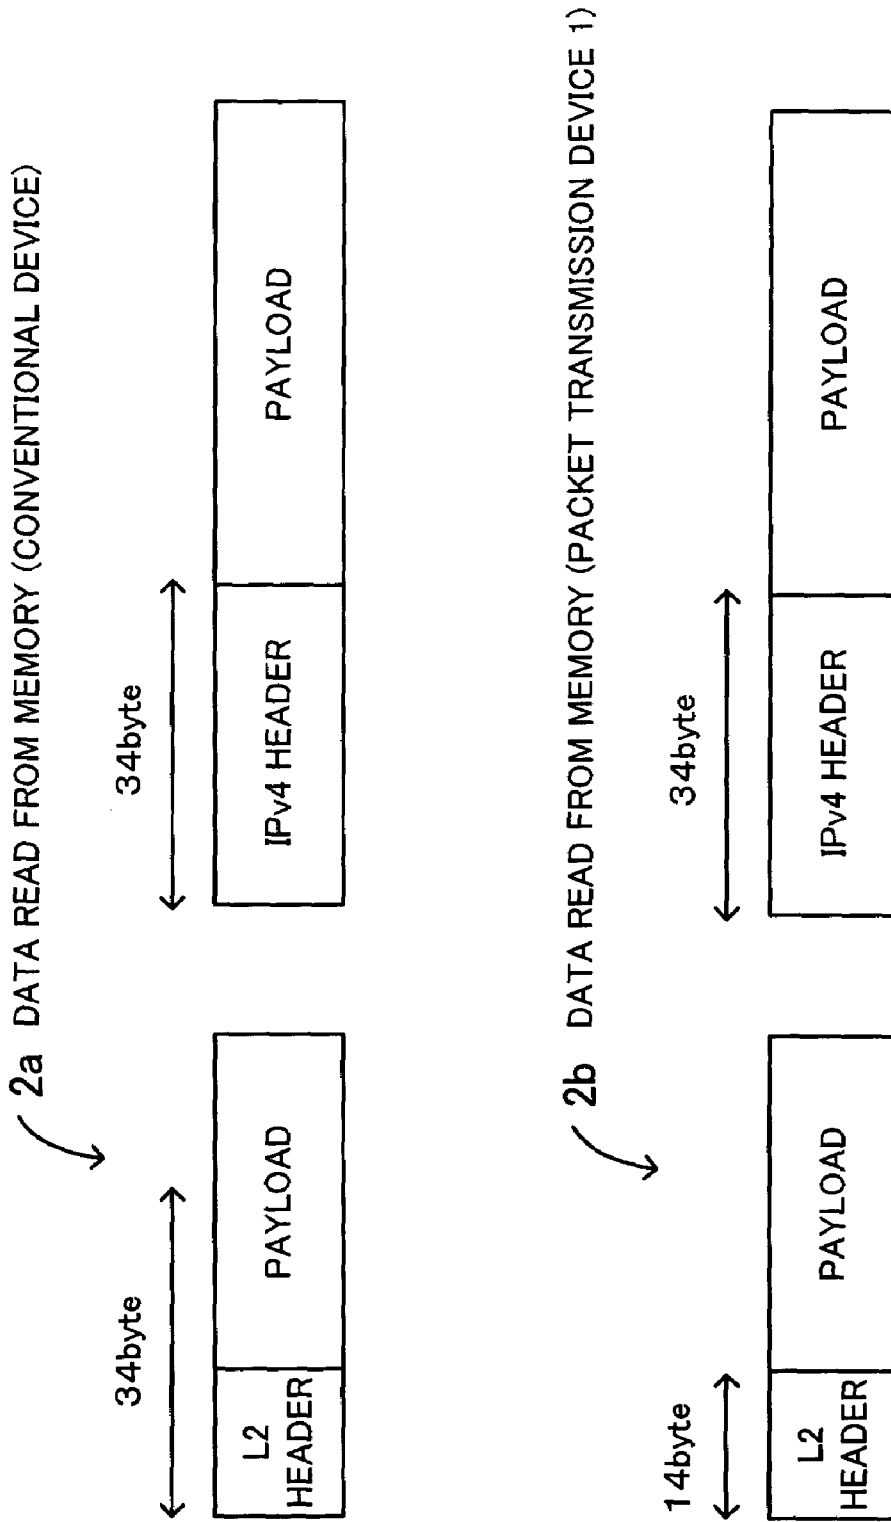 2a DATA READ FROM MEMORY (CONVENTIONAL DEVICE)
34byte
34byte
L2
HEADER
PAYLOAD
IPv4 HEADER
PAYLOAD
2b DATA READ FROM MEMORY (PACKET TRANSMISSION DEVICE 1)
14byte
34byte
L2
HEADER
PAYLOAD
IPv4 HEADER
PAYLOAD